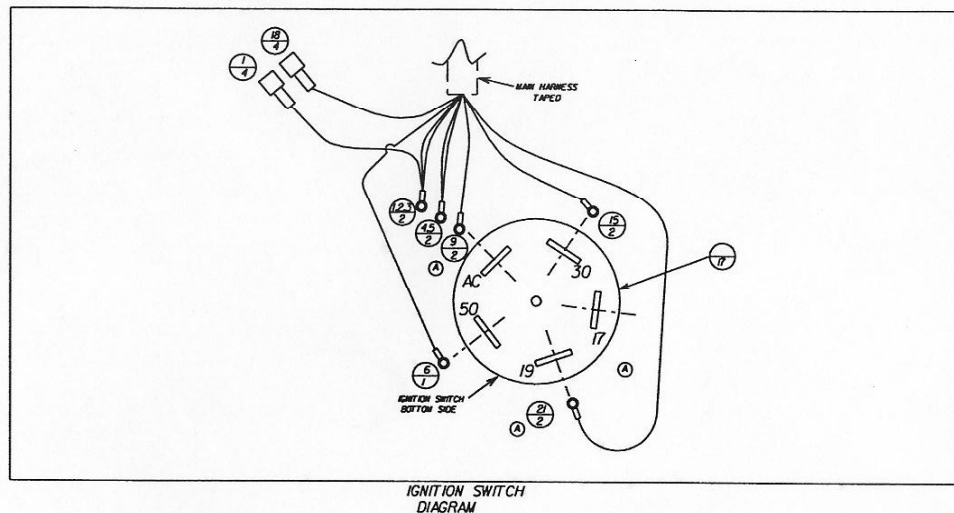 18
4
1
4
MAIN HARNESS
TAPED
1,2,3
2
4,5
2
9
2
A
15
2
17
AC
30
50
17
19
6
1
A
IGNITION SWITCH
BOTTOM SIDE
21
2
A
IGNITION SWITCH
DIAGRAM